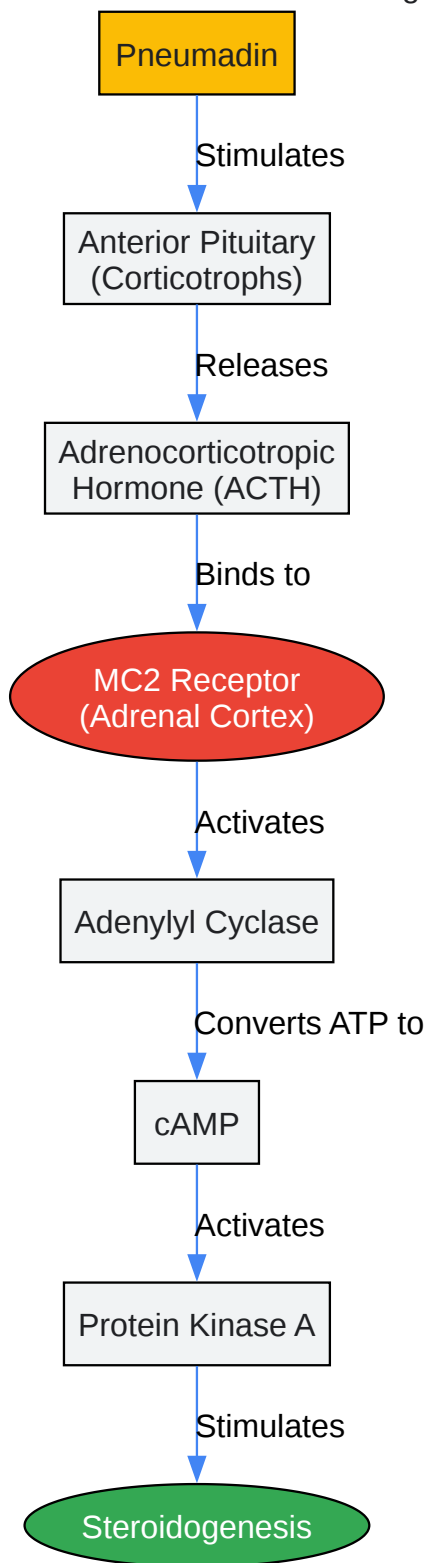 Pneumadin
Stimulates
Anterior Pituitary
(Corticotrophs)
Releases
Adrenocorticotropic
Hormone (ACTH)
Binds to
MC2 Receptor
(Adrenal Cortex)
Activates
Adenylyl Cyclase
Converts ATP to
cAMP
Activates
Protein Kinase A
Stimulates
Steroidogenesis